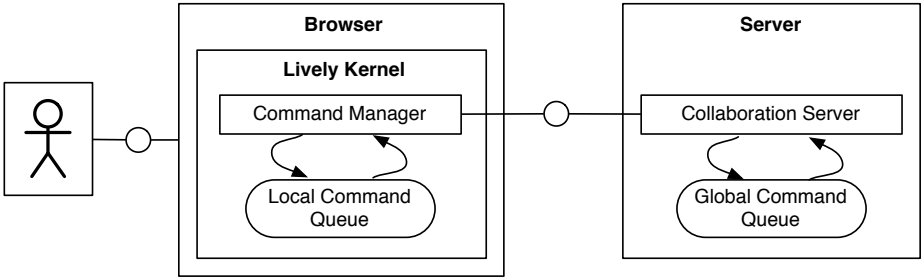 Browser
Server
Lively Kernel
Command Manager
Collaboration Server
Local Command
Queue
Global Command
Queue